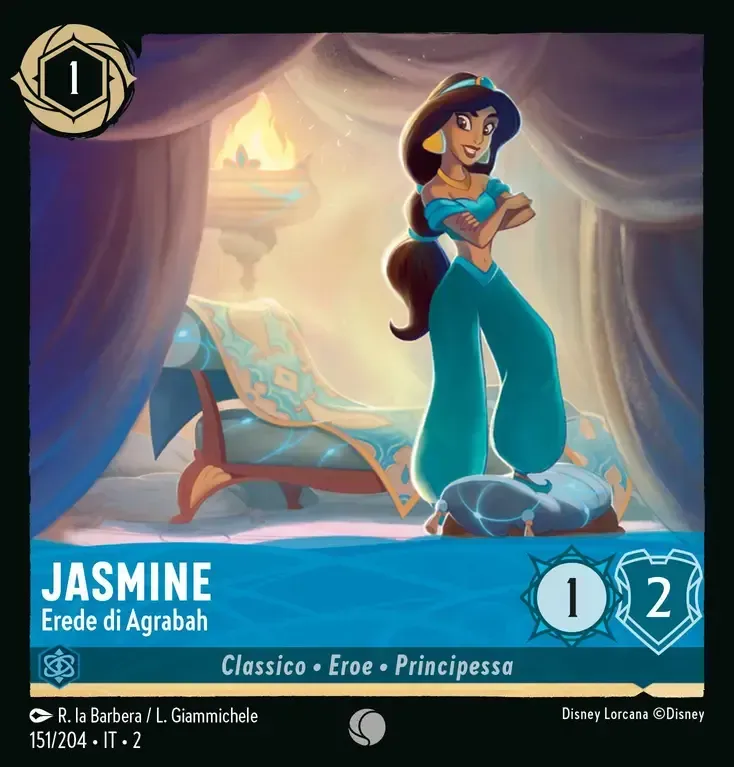 1
JASMINE
Erede di Agrabah
1
2
Classico • Eroe • Principessa
R. la Barbera / L. Giammichele
Disney Lorcana ©Disney
151/204 • IT • 2